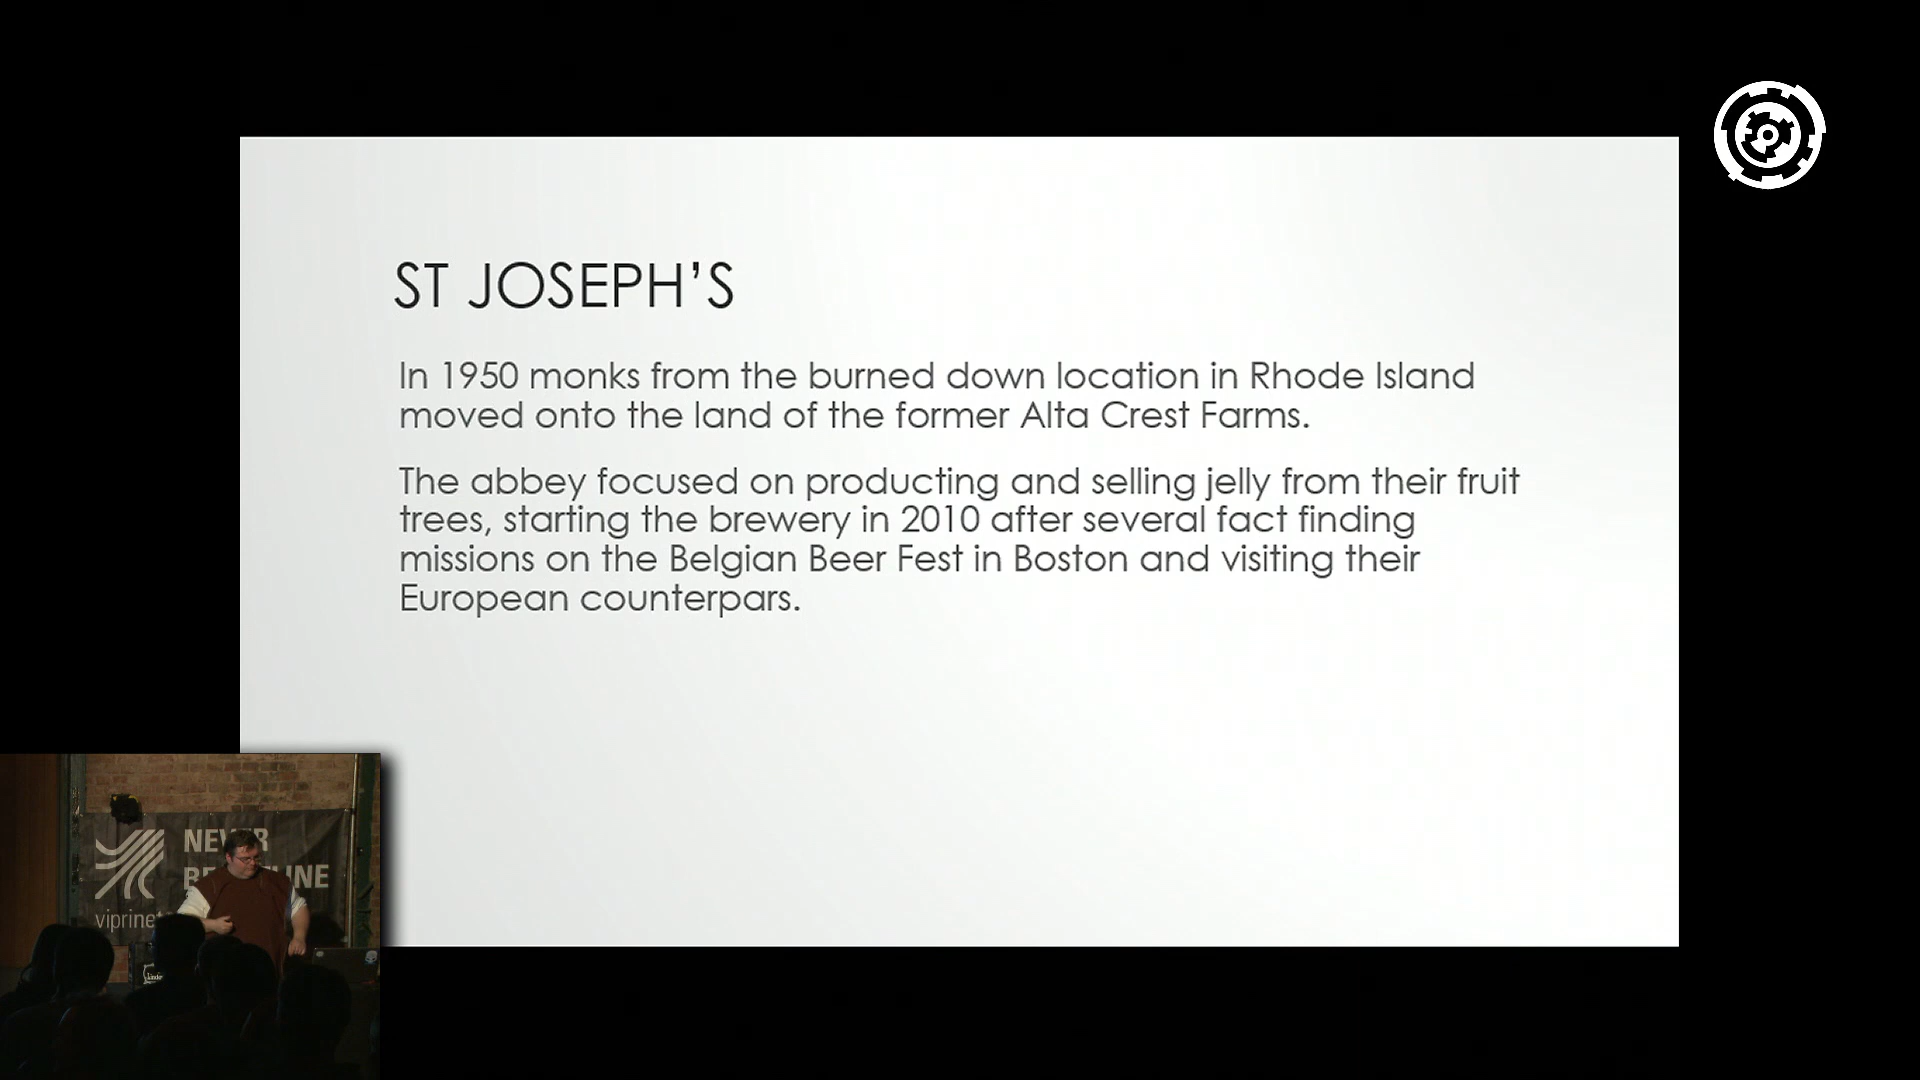 ST JOSEPH’S
In 1950 monks from the burned down location in Rhode Island
moved onto the land of the former Alta Crest Farms.
The abbey focused on producting and selling jelly from their fruit
trees, starting the brewery in 2010 after several fact finding
missions on the Belgian Beer Fest in Boston and visiting their
European counterpars.
viprinet